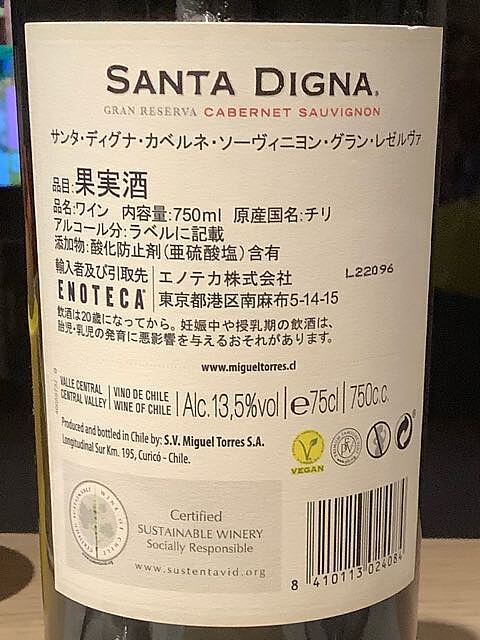 SANTA DIGNA®
GRAN RESERVA CABERNET SAUVIGNON
サンタ・ディグナ・カベルネ・ソーヴィニヨン・グラン・レゼルヴァ
品目:果実酒
品名:ワイン 内容量:750ml 原産国名:チリ
アルコール分:ラベルに記載
添加物:酸化防止剤(亜硫酸塩)含有
輸入者及び引取先 エノテカ株式会社
L22096
ENOTECA 東京都港区南麻布5-14-15
飲酒は20歳になってから。妊娠中や授乳期の飲酒は、
胎児・乳児の発育に悪影響を与えるおそれがあります。
www.migueltorres.cl
VALLE CENTRAL
CENTRAL VALLEY
VINO DE CHILE
WINE OF CHILE
Alc.13,5%vol
e75cl
750c.c.
Produced and bottled in Chile by: S.V. Miguel Torres S.A.
Longitudinal Sur Km. 195, Curicó - Chile.
VEGAN
Certified
SUSTAINABLE WINERY
Socially Responsible
www.sustentavid.org
8 410113 024084